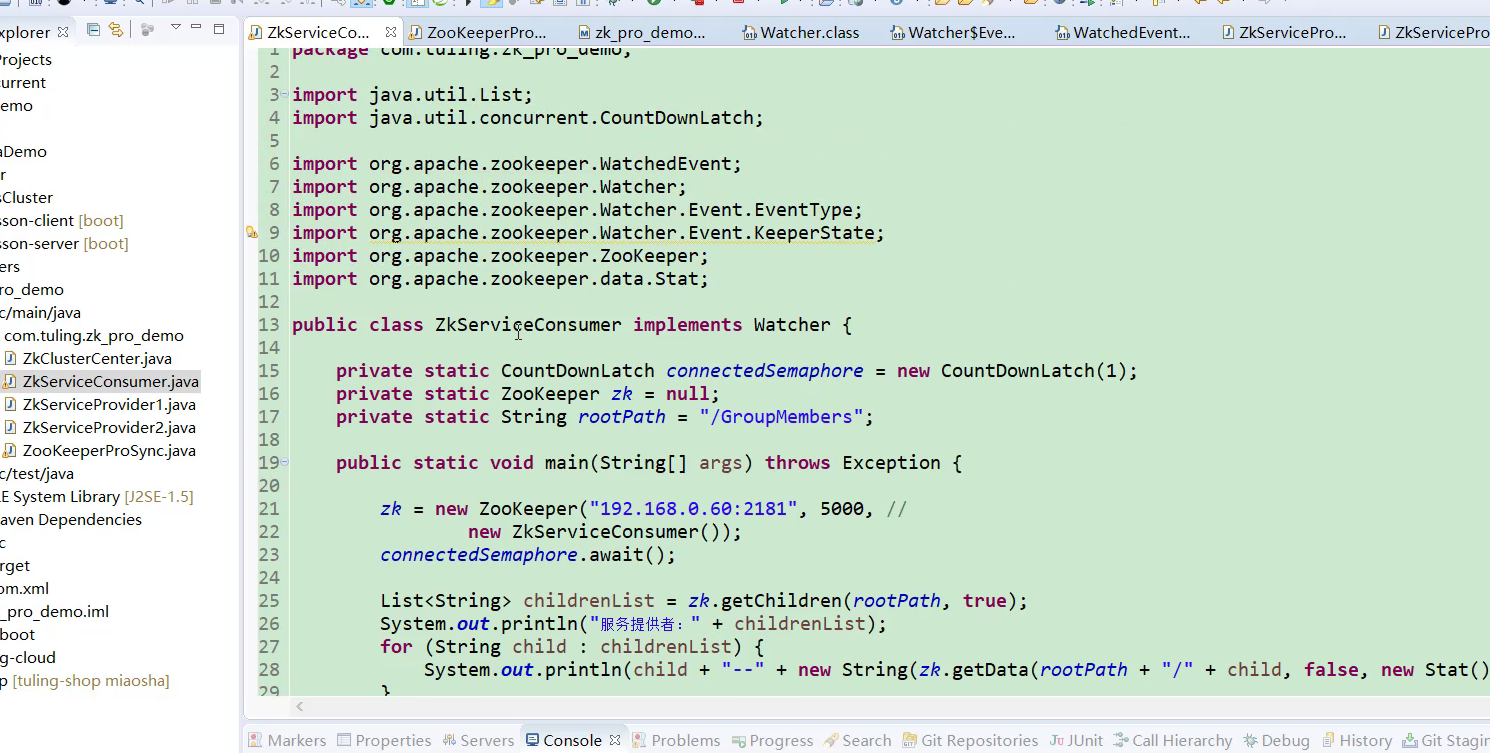 xplorer
ZkServiceCo...
ZooKeeperPro...
zk_pro_demo...
Watcher.class
Watcher$Eve...
WatchedEvent...
ZkServicePro...
ZkServicePro
rojects
urrent
emo
aDemo
r
sCluster
sson-client [boot]
sson-server [boot]
ers
ro_demo
c/main/java
com.tuling.zk_pro_demo
ZkClusterCenter.java
ZkServiceConsumer.java
ZkServiceProvider1.java
ZkServiceProvider2.java
ZooKeeperProSync.java
c/test/java
E System Library [J2SE-1.5]
aven Dependencies
c
rget
om.xml
_pro_demo.iml
boot
g-cloud
p [tuling-shop miaosha]
1 package com.tuling.zk_pro_demo;
2
3 import java.util.List;
4 import java.util.concurrent.CountDownLatch;
5
6 import org.apache.zookeeper.WatchedEvent;
7 import org.apache.zookeeper.Watcher;
8 import org.apache.zookeeper.Watcher.Event.EventType;
9 import org.apache.zookeeper.Watcher.Event.KeeperState;
10 import org.apache.zookeeper.ZooKeeper;
11 import org.apache.zookeeper.data.Stat;
12
13 public class ZkServiceConsumer implements Watcher {
14
15 private static CountDownLatch connectedSemaphore = new CountDownLatch(1);
16 private static ZooKeeper zk = null;
17 private static String rootPath = "/GroupMembers";
18
19 public static void main(String[] args) throws Exception {
20
21 zk = new ZooKeeper("192.168.0.60:2181", 5000, //
22 new ZkServiceConsumer());
23 connectedSemaphore.await();
24
25 List<String> childrenList = zk.getChildren(rootPath, true);
26 System.out.println("服务提供者：" + childrenList);
27 for (String child : childrenList) {
28 System.out.println(child + "--" + new String(zk.getData(rootPath + "/" + child, false, new Stat()
29 }
Markers Properties Servers Console Problems Progress Search Git Repositories JUnit Call Hierarchy Debug History Git Staging